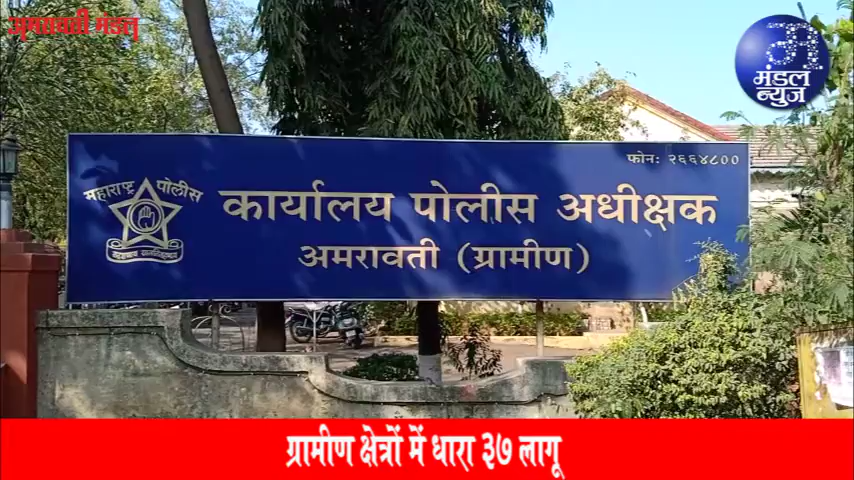 अमरावती मंडल
मंडल न्यूज
फोन: २६६४८००
महाराष्ट्र पोलीस
कार्यालय पोलीस अधीक्षक
अमरावती (ग्रामीण)
ग्रामीण क्षेत्रों में धारा ३७ लागू